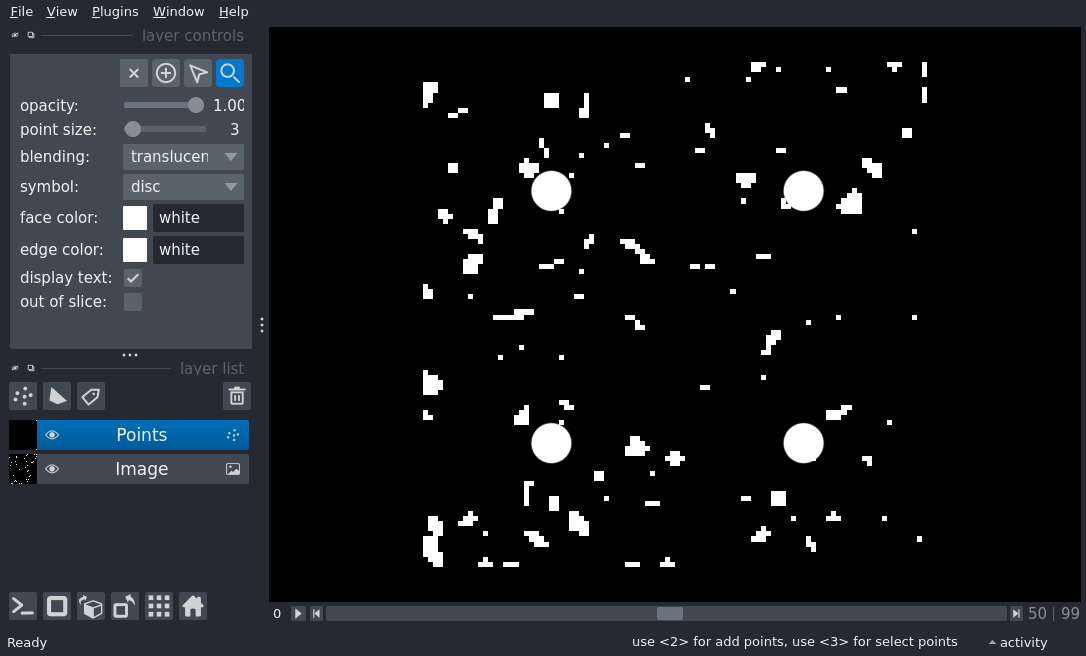 File View Plugins Window Help
layer controls
opacity: 1.00
point size: 3
blending: translucen
symbol: disc
face color: white
edge color: white
display text:
out of slice:
layer list
Points
Image
0 50 99
Ready use <2> for add points, use <3> for select points activity